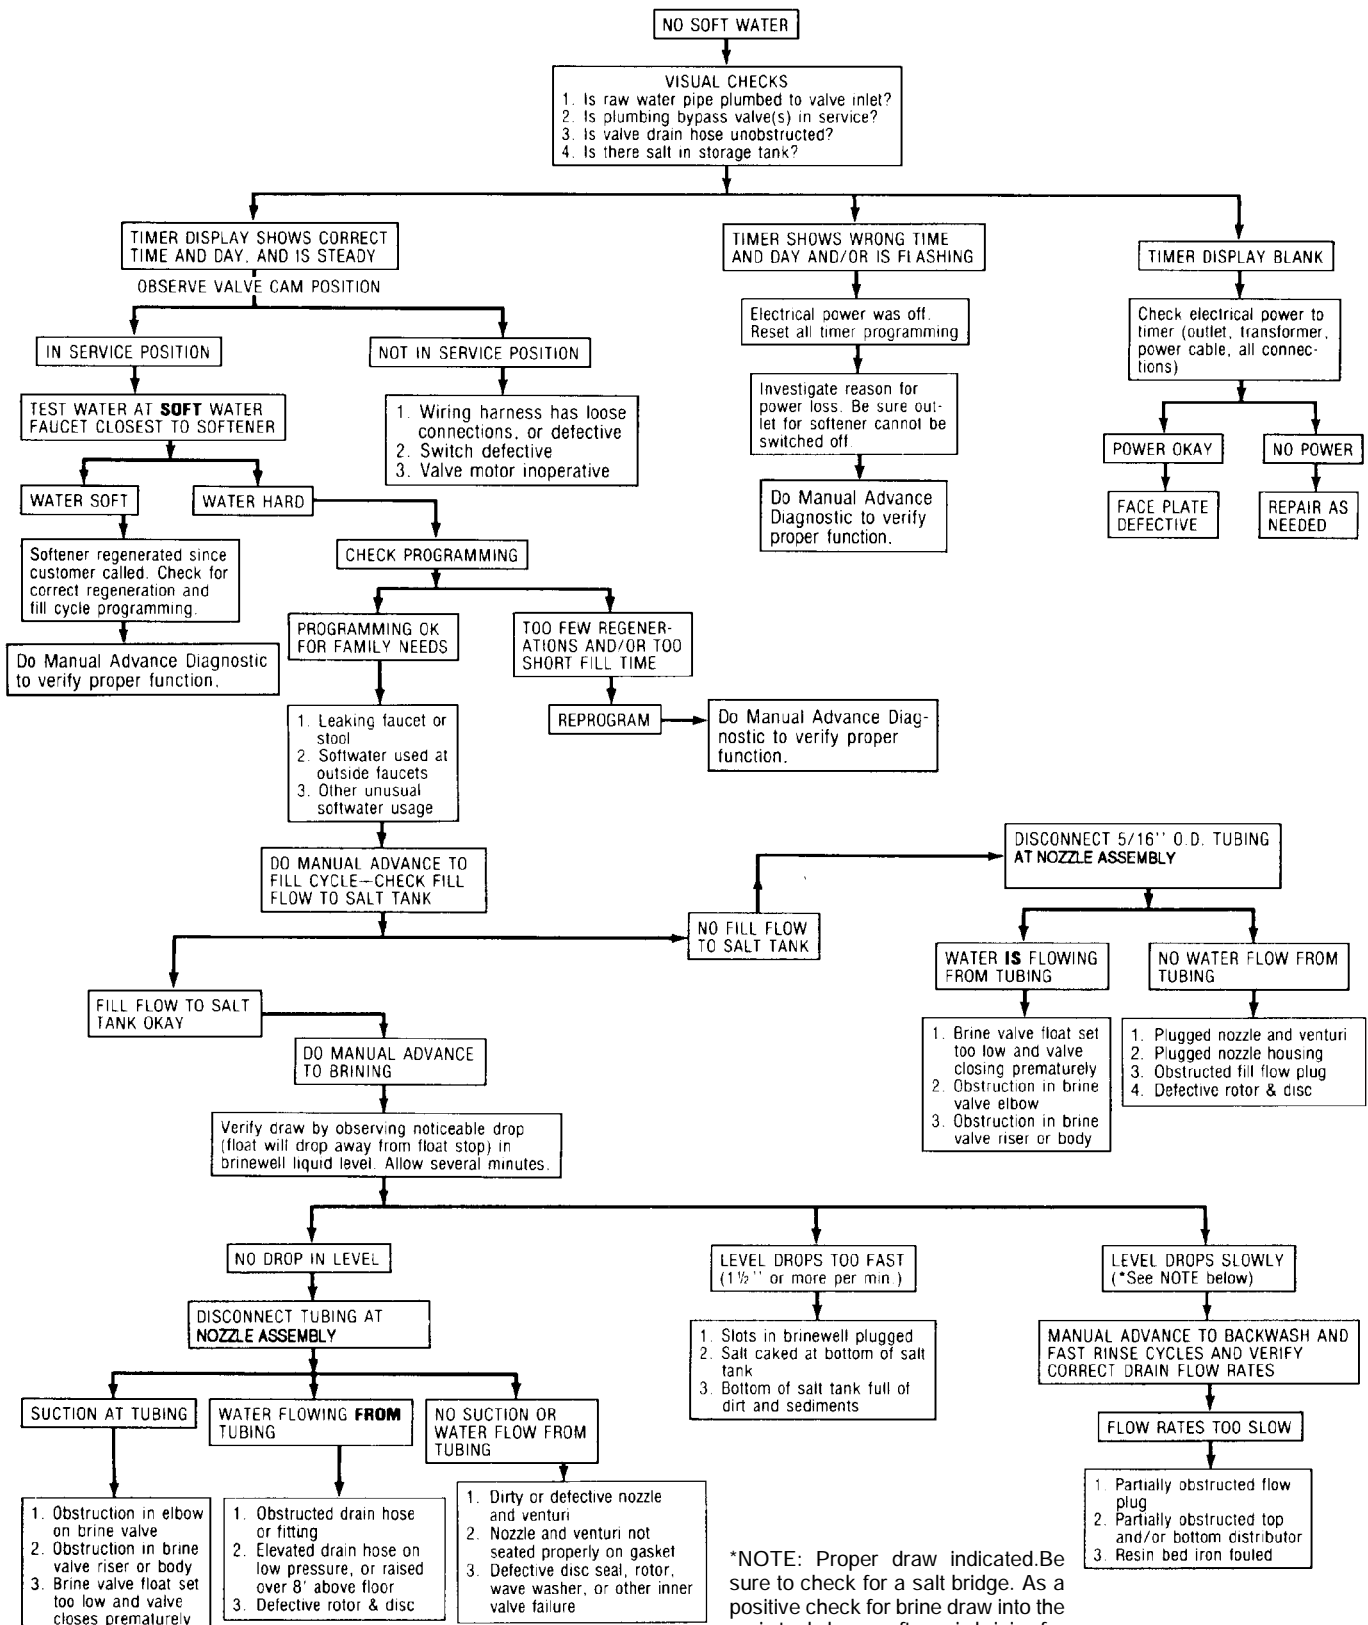 NO SOFT WATER
VISUAL CHECKS
1. Is raw water pipe plumbed to valve inlet?
2. Is plumbing bypass valve(s) in service?
3. Is valve drain hose unobstructed?
4. Is there salt in storage tank?
TIMER DISPLAY SHOWS CORRECT
TIME AND DAY, AND IS STEADY
OBSERVE VALVE CAM POSITION
TIMER SHOWS WRONG TIME
AND DAY AND/OR IS FLASHING
TIMER DISPLAY BLANK
IN SERVICE POSITION
NOT IN SERVICE POSITION
Electrical power was off.
Reset all timer programming
Check electrical power to
timer (outlet, transformer,
power cable, all connec-
tions)
TEST WATER AT SOFT WATER
FAUCET CLOSEST TO SOFTENER
1. Wiring harness has loose
connections, or defective
2. Switch defective
3. Valve motor inoperative
Investigate reason for
power loss. Be sure out-
let for softener cannot be
switched off.
POWER OKAY
NO POWER
WATER SOFT
WATER HARD
Do Manual Advance
Diagnostic to verify
proper function.
FACE PLATE
DEFECTIVE
REPAIR AS
NEEDED
Softener regenerated since
customer called. Check for
correct regeneration and
fill cycle programming.
CHECK PROGRAMMING
Do Manual Advance Diagnostic
to verify proper function.
PROGRAMMING OK
FOR FAMILY NEEDS
TOO FEW REGENER-
ATIONS AND/OR TOO
SHORT FILL TIME
1. Leaking faucet or
stool
2. Softwater used at
outside faucets
3. Other unusual
softwater usage
REPROGRAM
Do Manual Advance Diag-
nostic to verify proper
function.
DO MANUAL ADVANCE TO
FILL CYCLE—CHECK FILL
FLOW TO SALT TANK
DISCONNECT 5/16'' O.D. TUBING
AT NOZZLE ASSEMBLY
NO FILL FLOW
TO SALT TANK
WATER IS FLOWING
FROM TUBING
NO WATER FLOW FROM
TUBING
FILL FLOW TO SALT
TANK OKAY
1. Brine valve float set
too low and valve
closing prematurely
2. Obstruction in brine
valve elbow
3. Obstruction in brine
valve riser or body
1. Plugged nozzle and venturi
2. Plugged nozzle housing
3. Obstructed fill flow plug
4. Defective rotor & disc
DO MANUAL ADVANCE
TO BRINING
Verify draw by observing noticeable drop
(float will drop away from float stop) in
brinewell liquid level. Allow several minutes.
NO DROP IN LEVEL
LEVEL DROPS TOO FAST
(1½'' or more per min.)
LEVEL DROPS SLOWLY
(*See NOTE below)
DISCONNECT TUBING AT
NOZZLE ASSEMBLY
1. Slots in brinewell plugged
2. Salt caked at bottom of salt
tank
3. Bottom of salt tank full of
dirt and sediments
MANUAL ADVANCE TO BACKWASH AND
FAST RINSE CYCLES AND VERIFY
CORRECT DRAIN FLOW RATES
SUCTION AT TUBING
WATER FLOWING FROM
TUBING
NO SUCTION OR
WATER FLOW FROM
TUBING
FLOW RATES TOO SLOW
1. Obstruction in elbow
on brine valve
2. Obstruction in brine
valve riser or body
3. Brine valve float set
too low and valve
closes prematurely
1. Obstructed drain hose
or fitting
2. Elevated drain hose on
low pressure, or raised
over 8' above floor
3. Defective rotor & disc
1. Dirty or defective nozzle
and venturi
2. Nozzle and venturi not
seated properly on gasket
3. Defective disc seal, rotor,
wave washer, or other inner
valve failure
1. Partially obstructed flow
plug
2. Partially obstructed top
and/or bottom distributor
3. Resin bed iron fouled
*NOTE: Proper draw indicated.Be
sure to check for a salt bridge. As a
positive check for brine draw into the